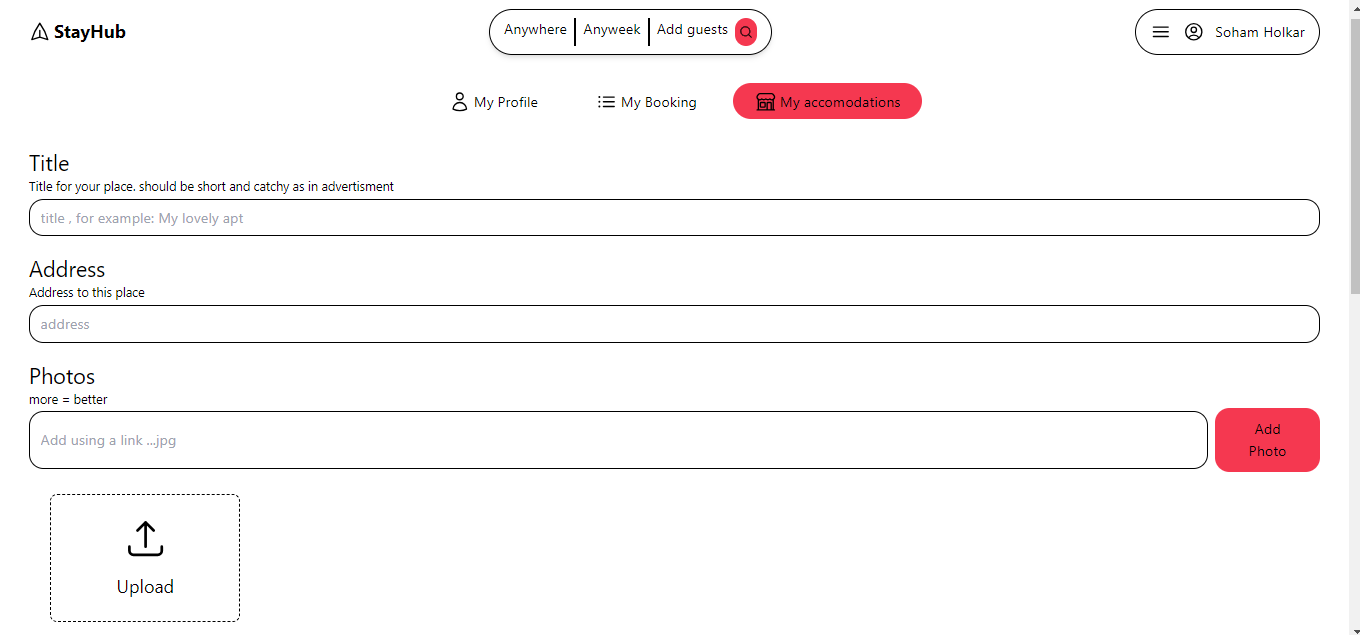 StayHub
Anywhere Anyweek Add guests
Soham Holkar
My Profile My Booking My accomodations
Title
Title for your place. should be short and catchy as in advertisment
title , for example: My lovely apt
Address
Address to this place
address
Photos
more = better
Add using a link ...jpg
Add
Photo
Upload